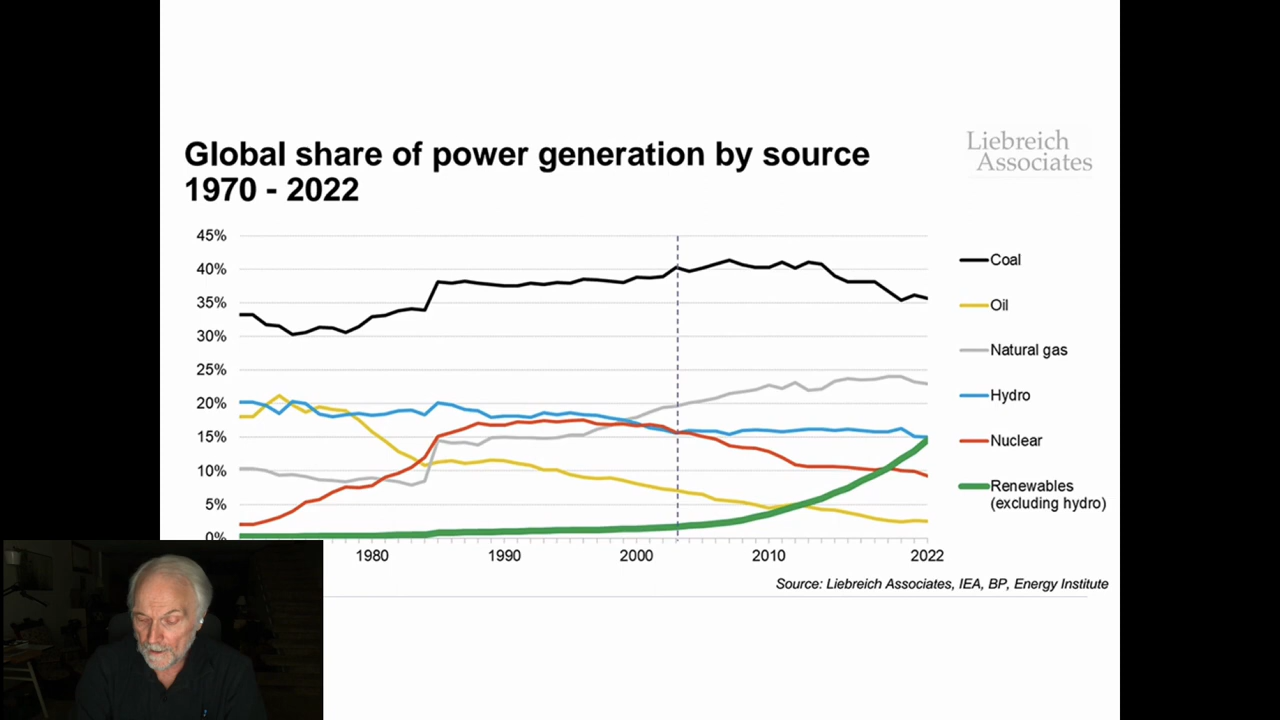 Global share of power generation by source
1970 - 2022
Liebreich
Associates
45%
40%
35%
30%
25%
20%
15%
10%
5%
0%
1980
1990
2000
2010
2022
Coal
Oil
Natural gas
Hydro
Nuclear
Renewables
(excluding hydro)
Source: Liebreich Associates, IEA, BP, Energy Institute